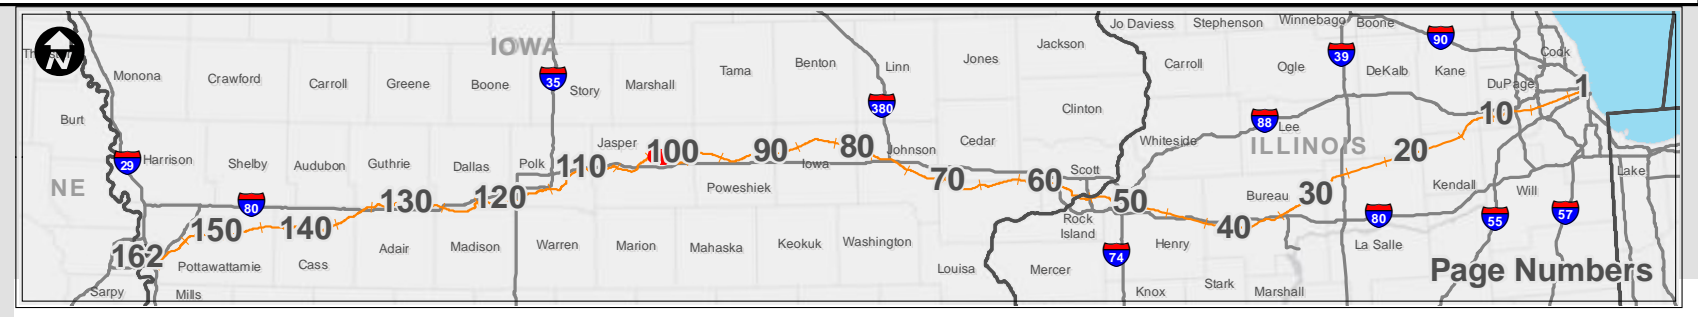 Jo Daviess Stephenson Winnebago Boone
IOWA
Jackson
90
Cook
39
N
Monona Crawford Carroll Greene Boone 35 Story Marshall Tama Benton Linn Jones Carroll Ogle DeKalb Kane
DuPage 1
380 Clinton 10
Burt
88 Lee
Whiteside
ILLINOIS
Jasper 100 90 80 Johnson Cedar 20
29 Harrison Shelby Audubon Guthrie Dallas Polk 110 Iowa Scott Lake
NE
80 130 120 Poweshiek 70 60 50 Bureau 30 Kendall Will
150 140 Rock
Island
40 80 55 57
162 Adair Madison Warren Marion Mahaska Keokuk Washington Henry La Salle
74
Pottawattamie Cass Louisa Mercer Page Numbers
Sarpy Mills Knox Stark Marshall